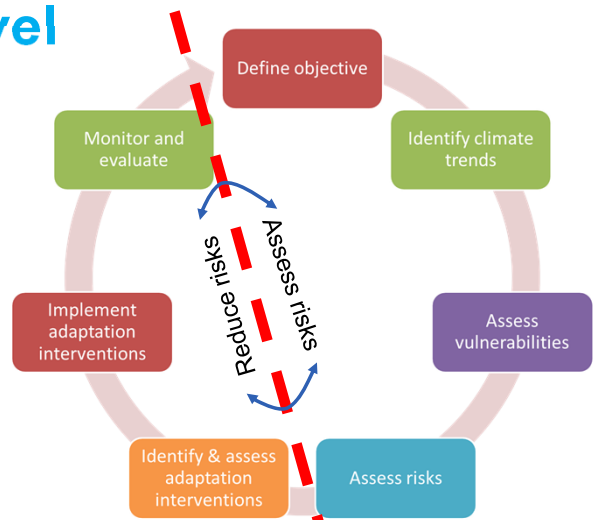 vel
Define objective
Identify climate
trends
Assess
vulnerabilities
Assess risks
Identify & assess
adaptation
interventions
Implement
adaptation
interventions
Monitor and
evaluate
Reduce risks
Assess risks